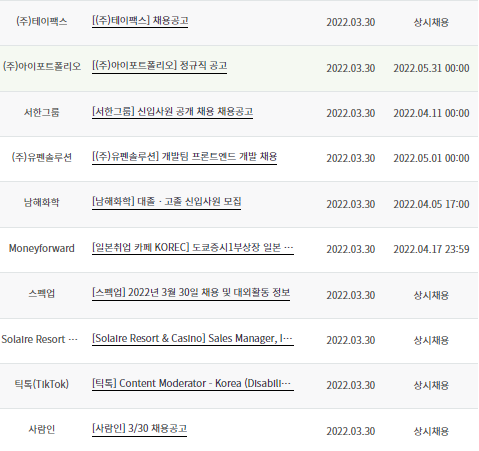 (주)테이팩스 [(주)테이팩스] 채용공고 2022.03.30 상시채용
(주)아이포트폴리오 [(주)아이포트폴리오] 정규직 공고 2022.03.30 2022.05.31 00:00
서한그룹 [서한그룹] 신입사원 공개 채용 채용공고 2022.03.30 2022.04.11 00:00
(주)유펜솔루션 [(주)유펜솔루션] 개발팀 프론트엔드 개발 채용 2022.03.30 2022.05.01 00:00
남해화학 [남해화학] 대졸 · 고졸 신입사원 모집 2022.03.30 2022.04.05 17:00
Moneyforward [일본취업 카페 KOREC] 도쿄증시1부상장 일본 … 2022.03.30 2022.04.17 23:59
스펙업 [스펙업] 2022년 3월 30일 채용 및 대외활동 정보 2022.03.30 상시채용
Solaire Resort … [Solaire Resort & Casino] Sales Manager, I… 2022.03.30 상시채용
틱톡(TikTok) [틱톡] Content Moderator - Korea (Disabili… 2022.03.30 상시채용
사람인 [사람인] 3/30 채용공고 2022.03.30 상시채용